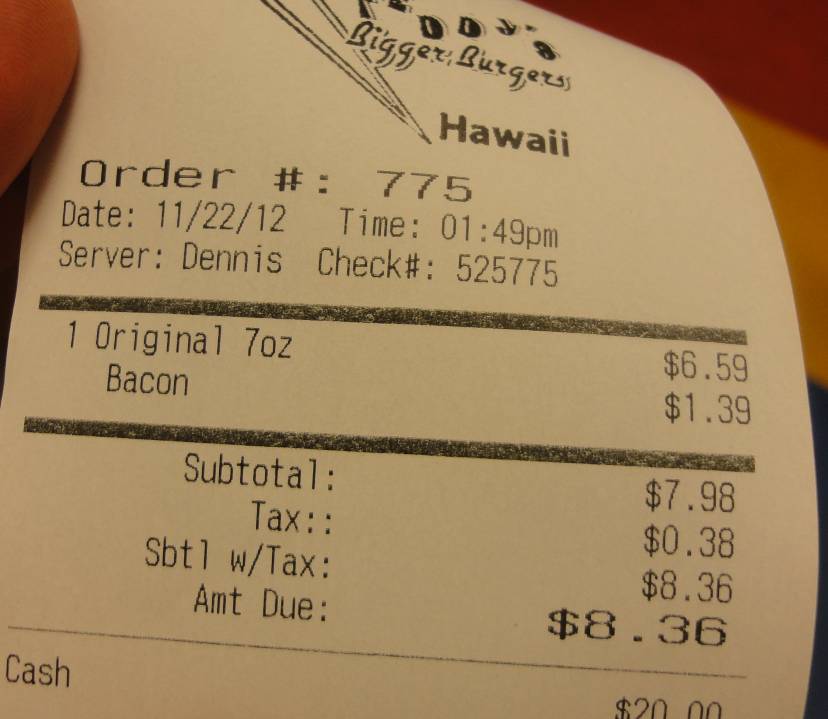 Bigger Burgers
Hawaii
Order #: 775
Date: 11/22/12 Time: 01:49pm
Server: Dennis Check#: 525775
1 Original 7oz $6.59
Bacon $1.39
Subtotal: $7.98
Tax:: $0.38
Sbtl w/Tax: $8.36
Amt Due: $8.36
Cash $20.00